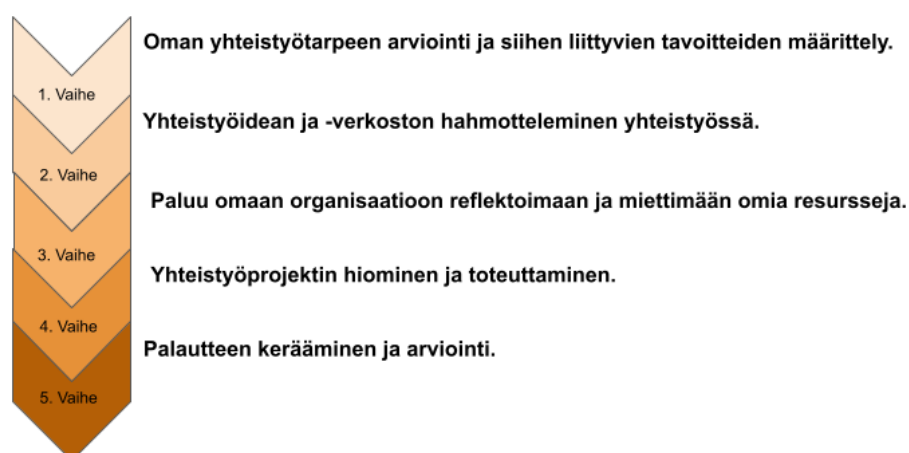 Oman yhteistyötarpeen arviointi ja siihen liittyvien tavoitteiden määrittely.
1. Vaihe
Yhteistyöidean ja -verkoston hahmotteleminen yhteistyössä.
2. Vaihe
Paluu omaan organisaatioon reflektoimaan ja miettimään omia resursseja.
3. Vaihe
Yhteistyöprojektin hiominen ja toteuttaminen.
4. Vaihe
Palautteen kerääminen ja arviointi.
5. Vaihe